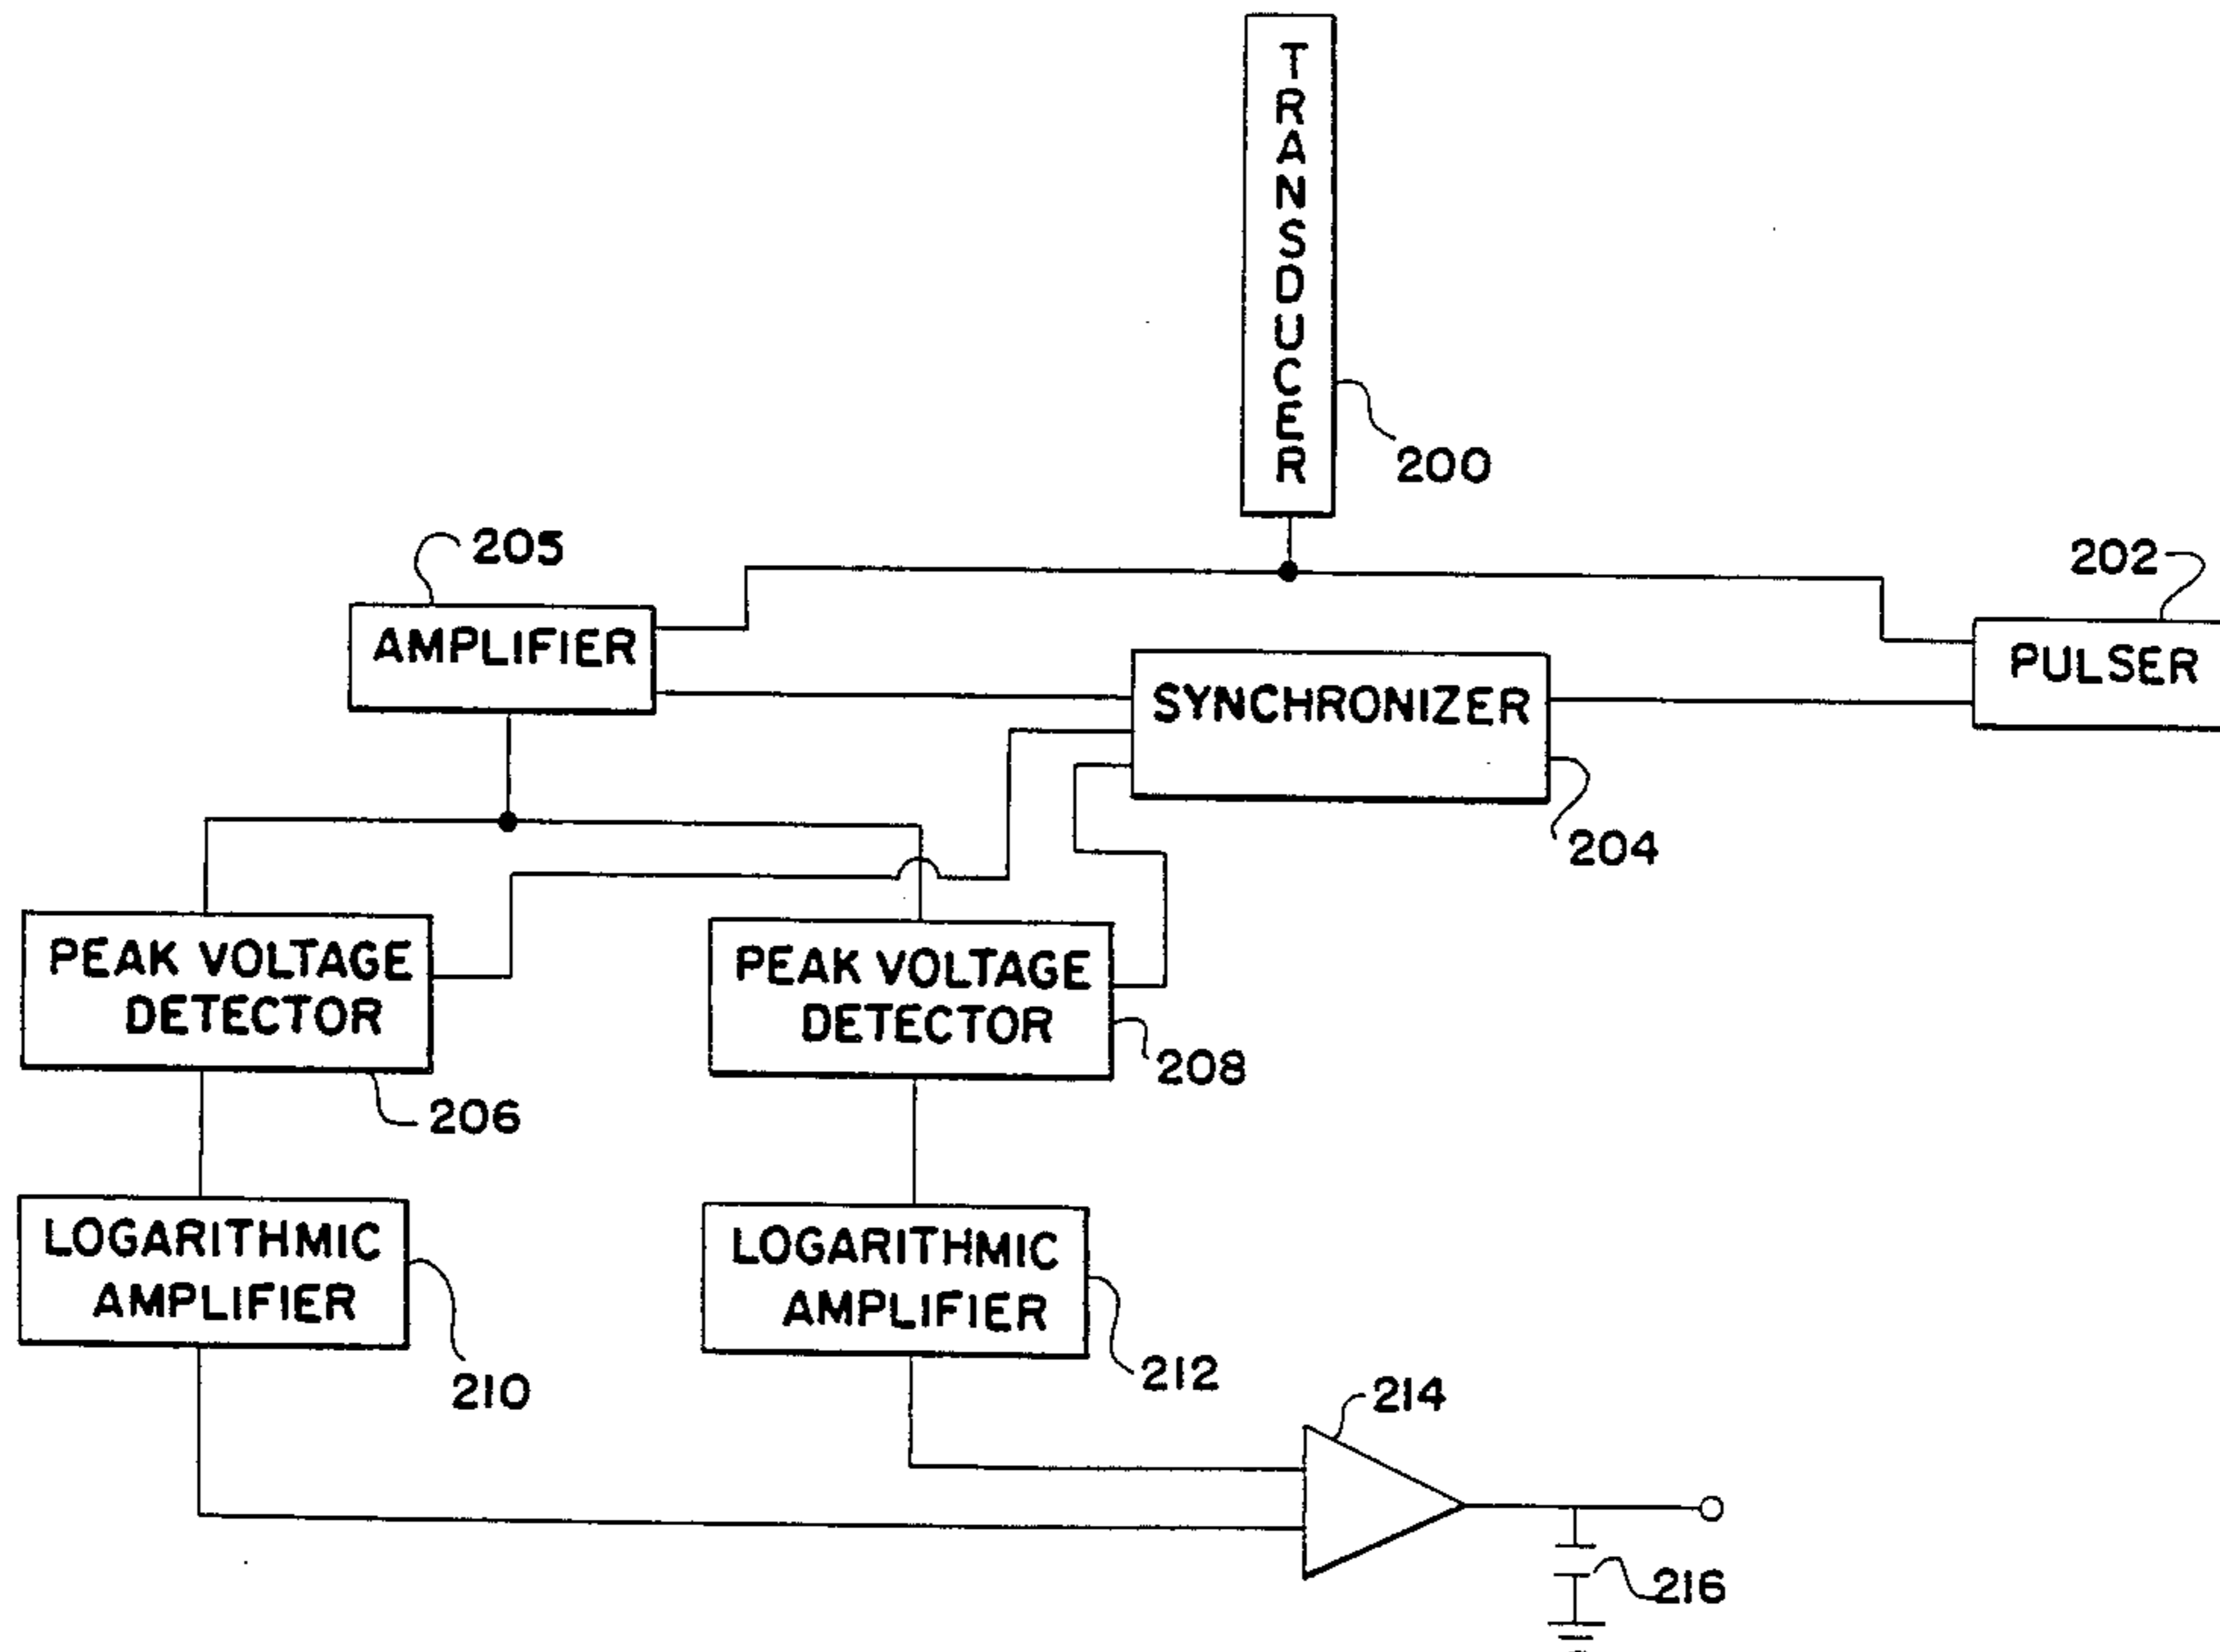 TRANSDUCER
200
205
202
AMPLIFIER
PULSER
SYNCHRONIZER
204
PEAK VOLTAGE
DETECTOR
PEAK VOLTAGE
DETECTOR
208
206
LOGARITHMIC
AMPLIFIER
LOGARITHMIC
AMPLIFIER
210
212
214
216